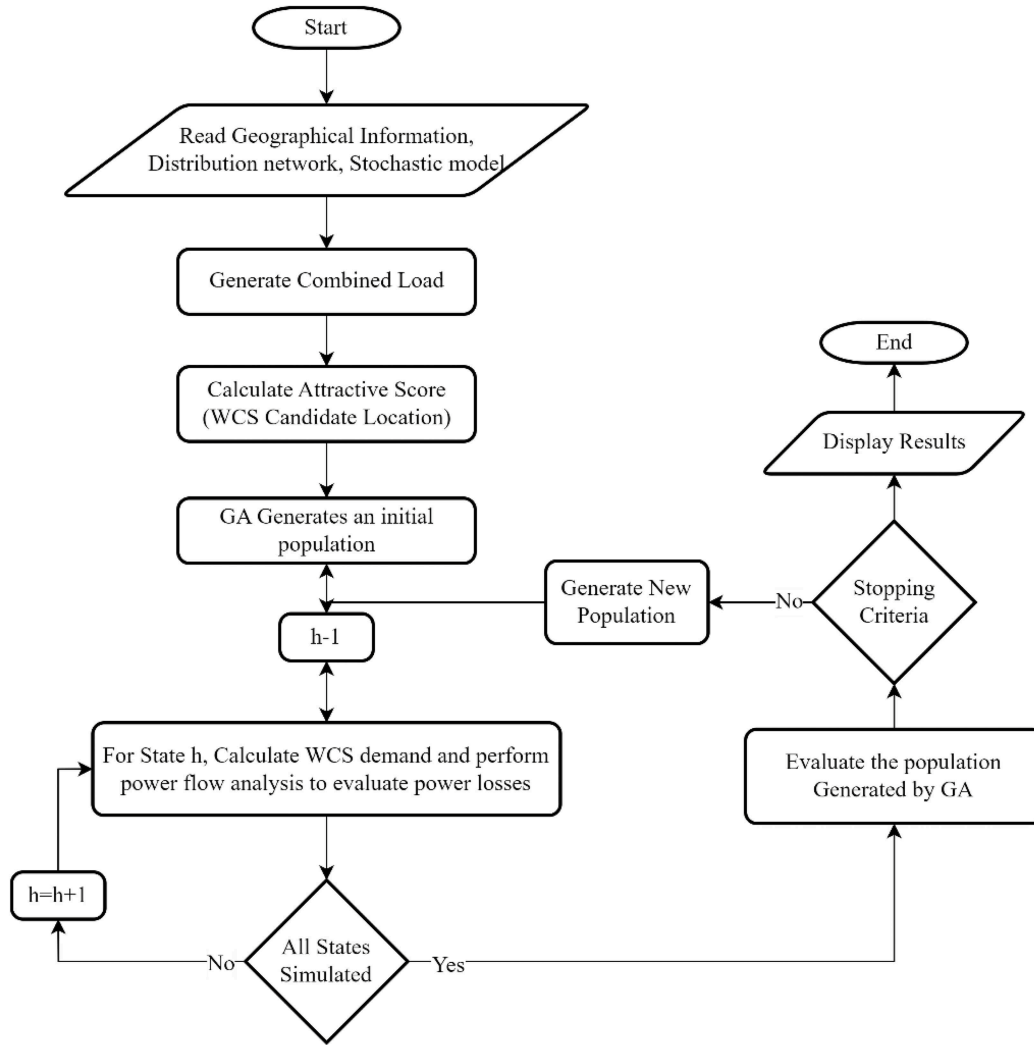 Start
Read Geographical Information,
Distribution network, Stochastic model
Generate Combined Load
Calculate Attractive Score
(WCS Candidate Location)
GA Generates an initial
population
h-1
For State h, Calculate WCS demand and perform
power flow analysis to evaluate power losses
h=h+1
All States
Simulated
No
Yes
Evaluate the population
Generated by GA
Stopping
Criteria
No
Generate New
Population
Display Results
End